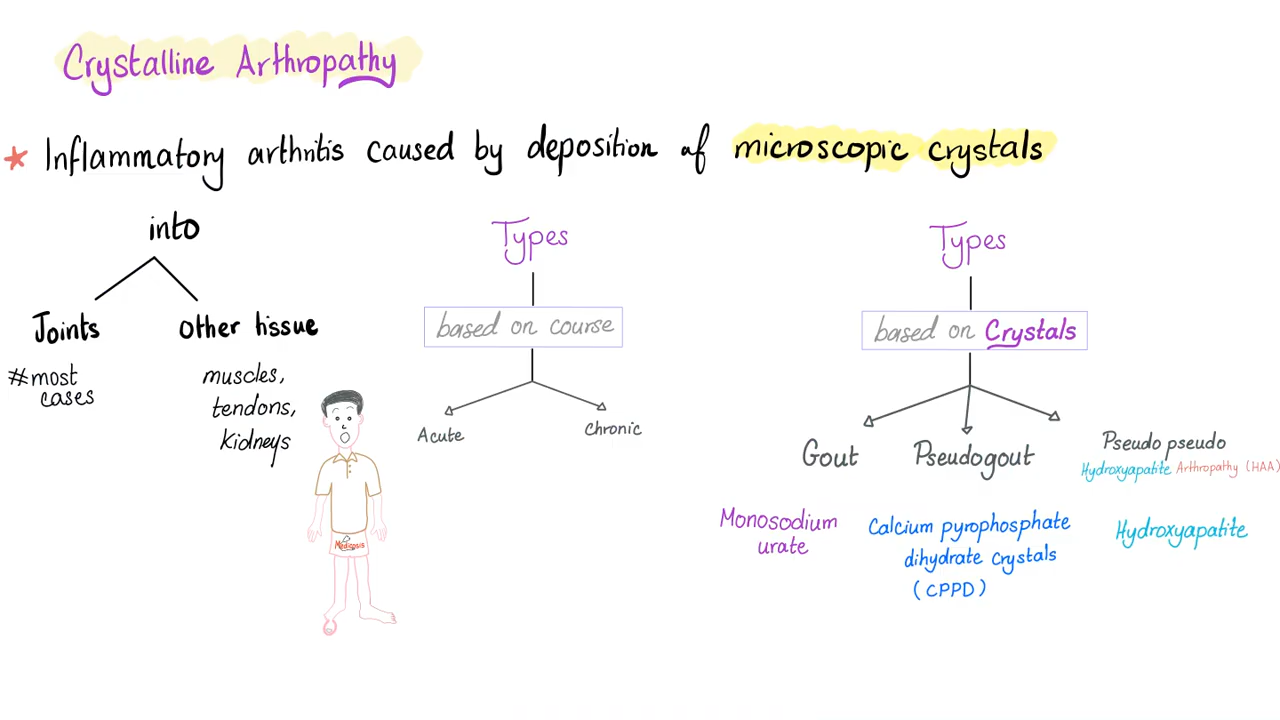 Crystalline Arthropathy
* Inflammatory arthritis caused by deposition of microscopic crystals
into
Joints
#most
cases
Other tissue
muscles,
tendons,
kidneys
Medicosis
Types
based on course
Acute
Chronic
Types
based on Crystals
Gout
Monosodium
urate
Pseudogout
Calcium pyrophosphate
dihydrate Crystals
(CPPD)
Pseudo pseudo
Hydroxyapatite Arthropathy (HAA)
Hydroxyapatite